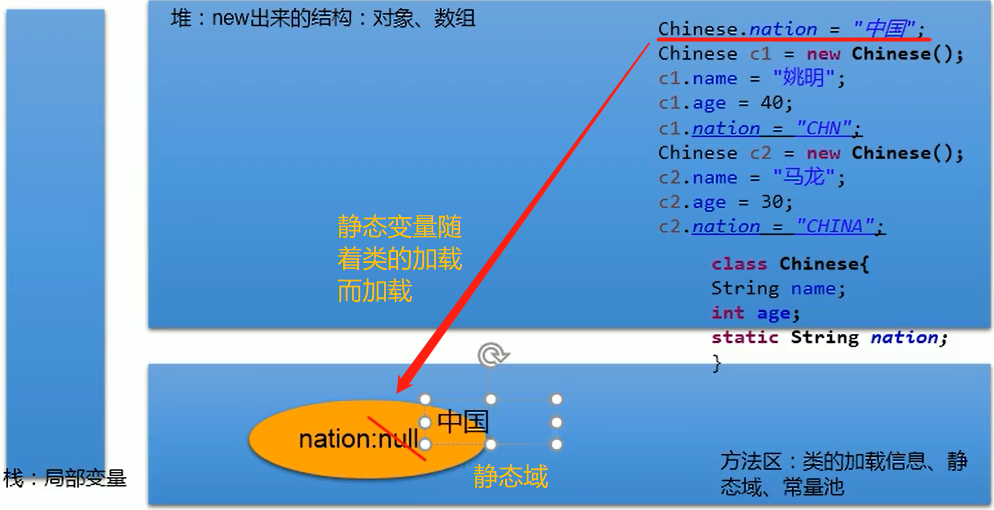 堆：new出来的结构：对象、数组
Chinese.nation = "中国";
Chinese c1 = new Chinese();
c1.name = "姚明";
c1.age = 40;
c1.nation = "CHN";
Chinese c2 = new Chinese();
c2.name = "马龙";
c2.age = 30;
c2.nation = "CHINA";
class Chinese{
String name;
int age;
static String nation;
}
静态变量随
着类的加载
而加载
nation:null
中国
静态域
栈：局部变量
方法区：类的加载信息、静
态域、常量池